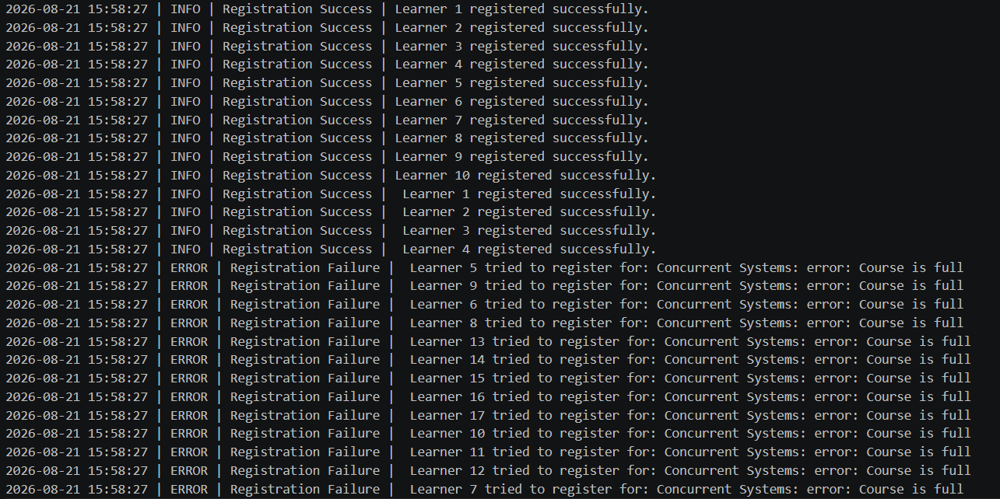 2026-08-21 15:58:27 | INFO | Registration Success | Learner 1 registered successfully.
2026-08-21 15:58:27 | INFO | Registration Success | Learner 2 registered successfully.
2026-08-21 15:58:27 | INFO | Registration Success | Learner 3 registered successfully.
2026-08-21 15:58:27 | INFO | Registration Success | Learner 4 registered successfully.
2026-08-21 15:58:27 | INFO | Registration Success | Learner 5 registered successfully.
2026-08-21 15:58:27 | INFO | Registration Success | Learner 6 registered successfully.
2026-08-21 15:58:27 | INFO | Registration Success | Learner 7 registered successfully.
2026-08-21 15:58:27 | INFO | Registration Success | Learner 8 registered successfully.
2026-08-21 15:58:27 | INFO | Registration Success | Learner 9 registered successfully.
2026-08-21 15:58:27 | INFO | Registration Success | Learner 10 registered successfully.
2026-08-21 15:58:27 | INFO | Registration Success |  Learner 1 registered successfully.
2026-08-21 15:58:27 | INFO | Registration Success |  Learner 2 registered successfully.
2026-08-21 15:58:27 | INFO | Registration Success |  Learner 3 registered successfully.
2026-08-21 15:58:27 | INFO | Registration Success |  Learner 4 registered successfully.
2026-08-21 15:58:27 | ERROR | Registration Failure |  Learner 5 tried to register for: Concurrent Systems: error: Course is full
2026-08-21 15:58:27 | ERROR | Registration Failure |  Learner 9 tried to register for: Concurrent Systems: error: Course is full
2026-08-21 15:58:27 | ERROR | Registration Failure |  Learner 6 tried to register for: Concurrent Systems: error: Course is full
2026-08-21 15:58:27 | ERROR | Registration Failure |  Learner 8 tried to register for: Concurrent Systems: error: Course is full
2026-08-21 15:58:27 | ERROR | Registration Failure |  Learner 13 tried to register for: Concurrent Systems: error: Course is full
2026-08-21 15:58:27 | ERROR | Registration Failure |  Learner 14 tried to register for: Concurrent Systems: error: Course is full
2026-08-21 15:58:27 | ERROR | Registration Failure |  Learner 15 tried to register for: Concurrent Systems: error: Course is full
2026-08-21 15:58:27 | ERROR | Registration Failure |  Learner 16 tried to register for: Concurrent Systems: error: Course is full
2026-08-21 15:58:27 | ERROR | Registration Failure |  Learner 17 tried to register for: Concurrent Systems: error: Course is full
2026-08-21 15:58:27 | ERROR | Registration Failure |  Learner 10 tried to register for: Concurrent Systems: error: Course is full
2026-08-21 15:58:27 | ERROR | Registration Failure |  Learner 11 tried to register for: Concurrent Systems: error: Course is full
2026-08-21 15:58:27 | ERROR | Registration Failure |  Learner 12 tried to register for: Concurrent Systems: error: Course is full
2026-08-21 15:58:27 | ERROR | Registration Failure |  Learner 7 tried to register for: Concurrent Systems: error: Course is full